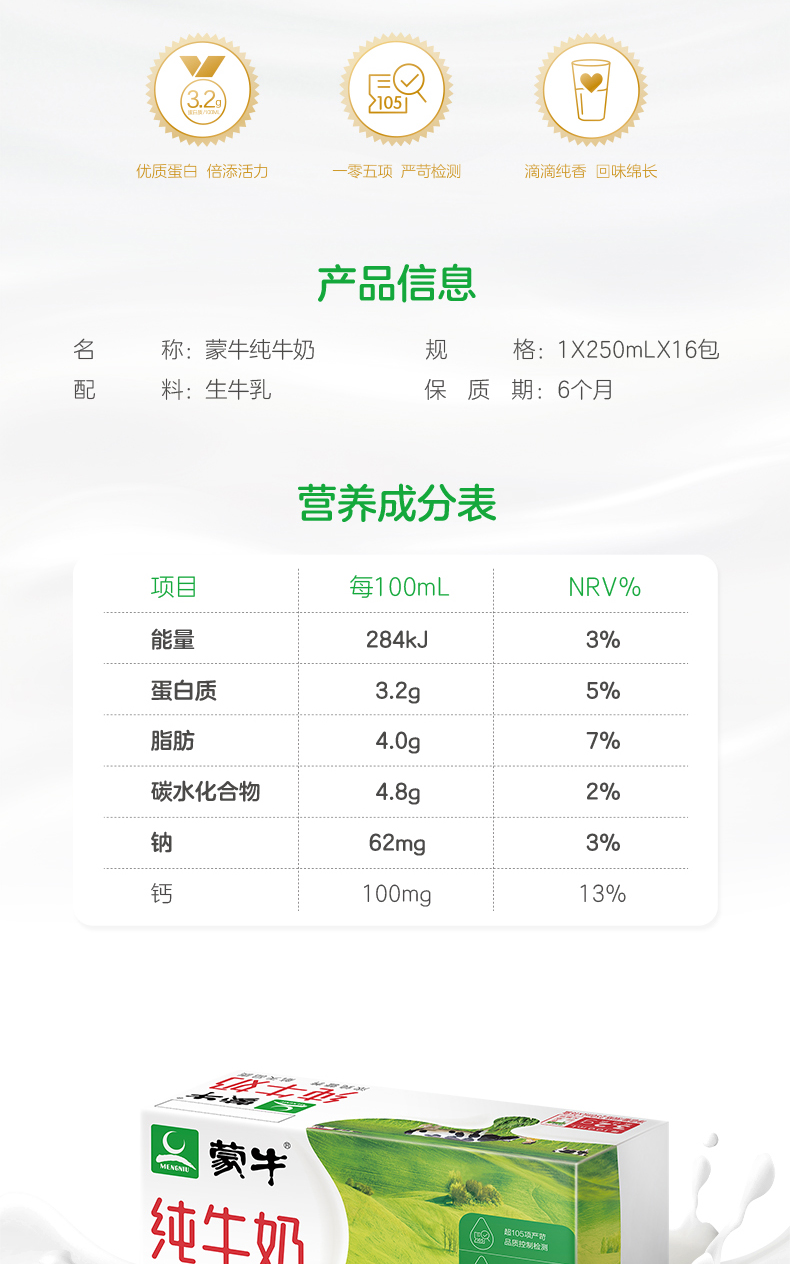 3.2g
105
优质蛋白 倍添活力
一零五项 严苛检测
滴滴纯香 回味绵长
产品信息
名称：蒙牛纯牛奶
规格：1X250mLX16包
配料：生牛乳
保质期：6个月
营养成分表
项目 每100mL NRV%
能量 284kJ 3%
蛋白质 3.2g 5%
脂肪 4.0g 7%
碳水化合物 4.8g 2%
钠 62mg 3%
钙 100mg 13%
纯牛奶
蒙牛
MENGNIU
蒙牛®
纯牛奶
超105项严苛
品质控制检测